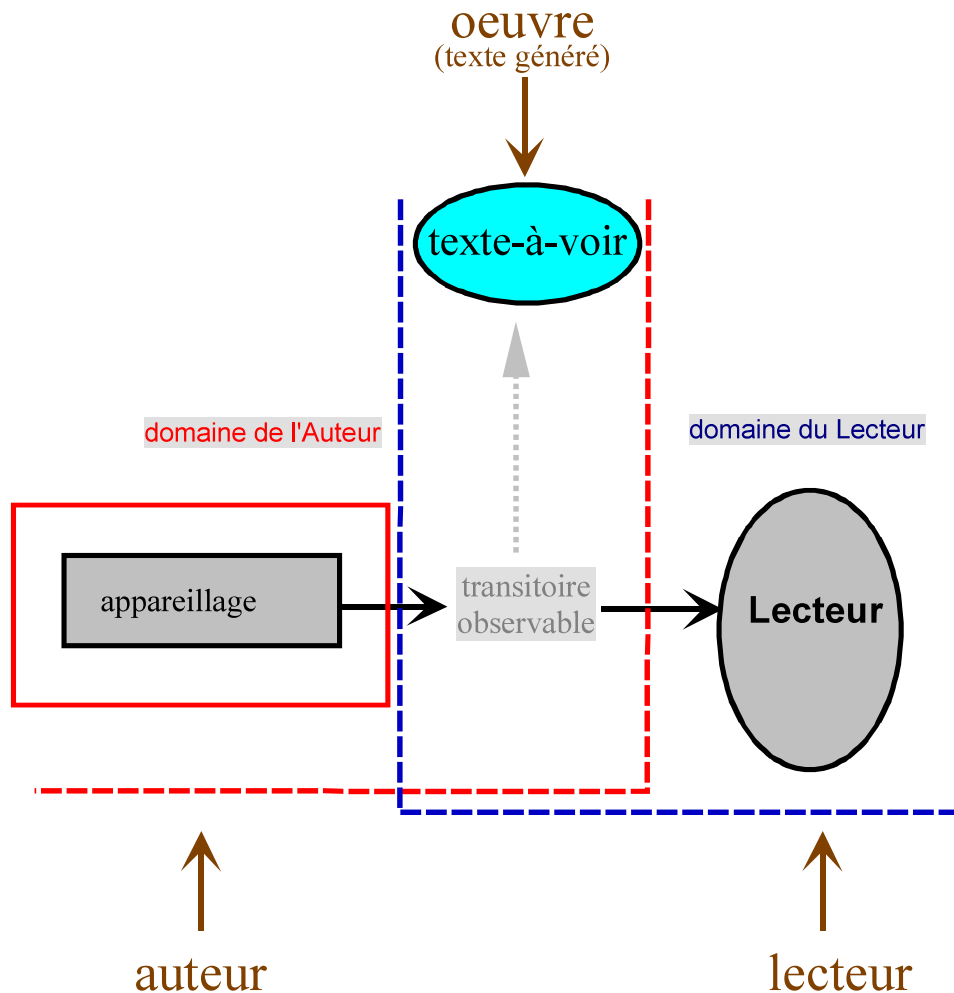 oeuvre
(texte généré)
texte-à-voir
domaine de l'Auteur
domaine du Lecteur
appareillage
transitoire
observable
Lecteur
auteur
lecteur